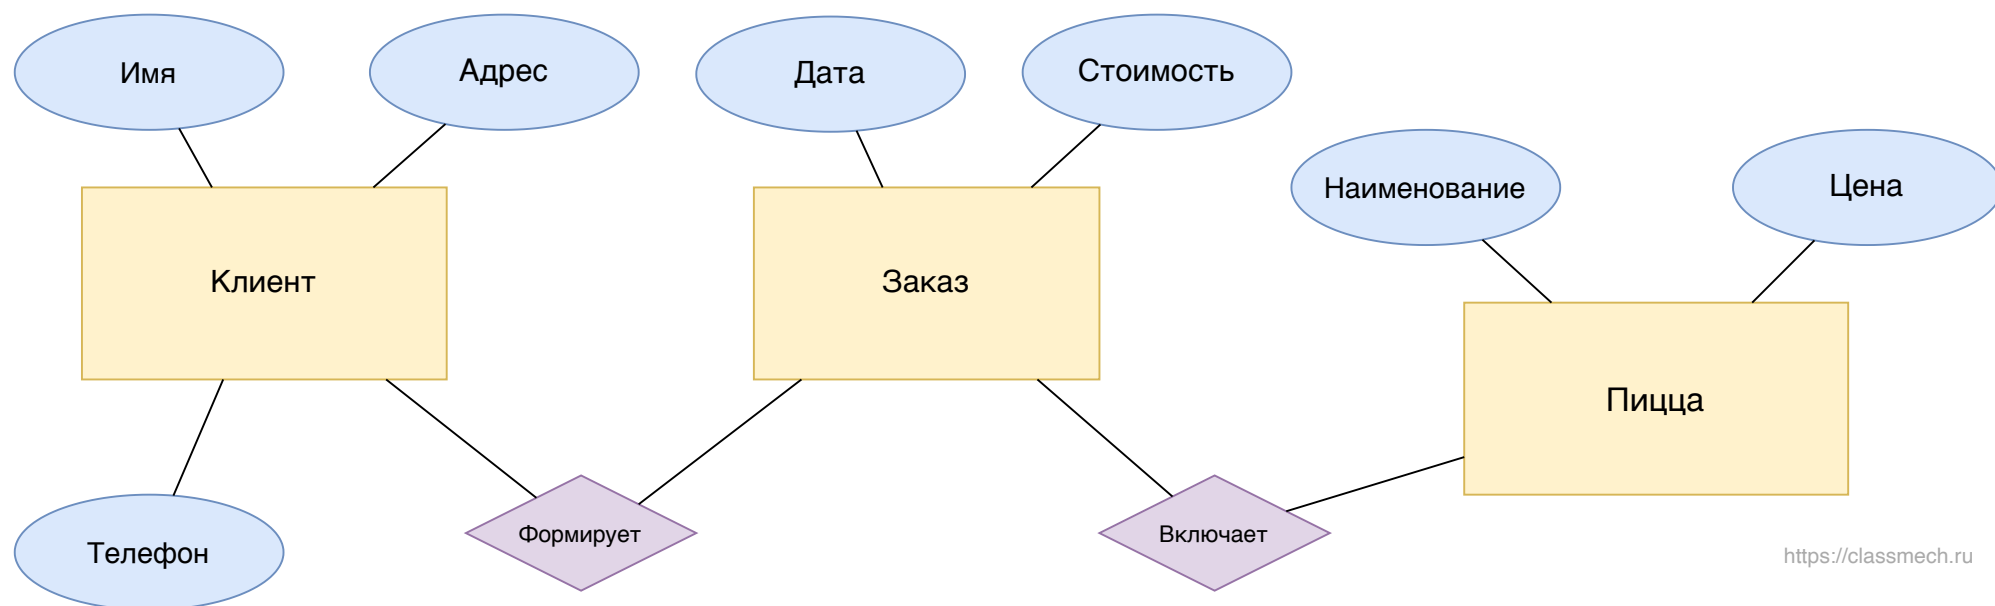 Имя
Адрес
Дата
Стоимость
Наименование
Цена
Клиент
Заказ
Пицца
Телефон
Формирует
Включает
https://classmech.ru